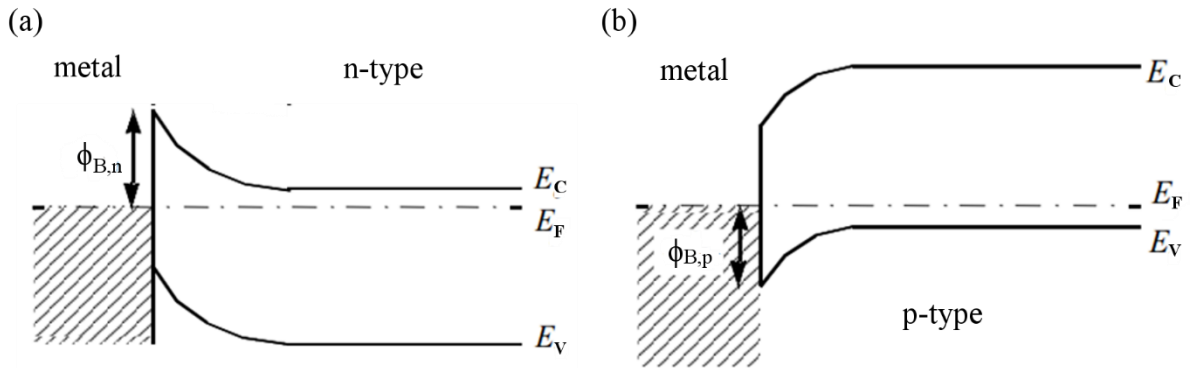 (a)
metal
n-type
ϕB,n
EC
EF
EV
(b)
metal
EC
EF
ϕB,p
EV
p-type